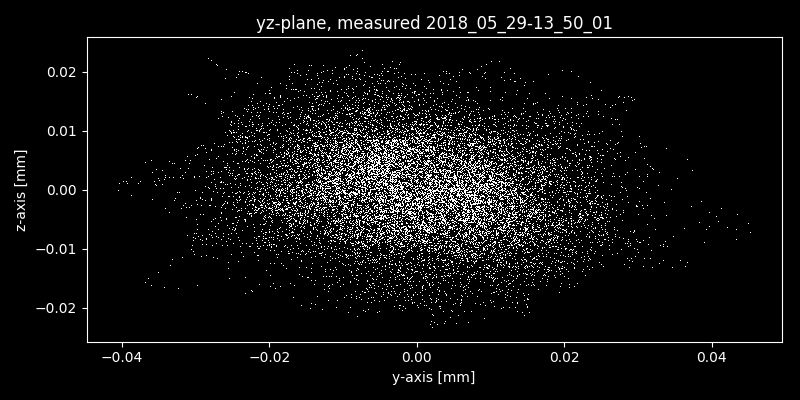 yz-plane, measured 2018_05_29-13_50_01
0.02
0.01
0.00
−0.01
−0.02
z-axis [mm]
−0.04 −0.02 0.00 0.02 0.04
y-axis [mm]